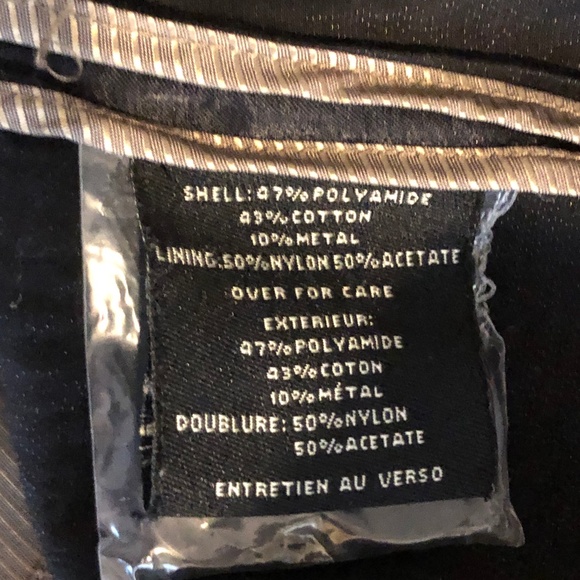 SHELL: 47% POLYAMIDE
43% COTTON
10% METAL
LINING: 50% NYLON 50% ACETATE
OVER FOR CARE
EXTERIEUR:
47% POLYAMIDE
43% COTON
10% MÉTAL
DOUBLURE: 50% NYLON
50% ACETATE
ENTRETIEN AU VERSO